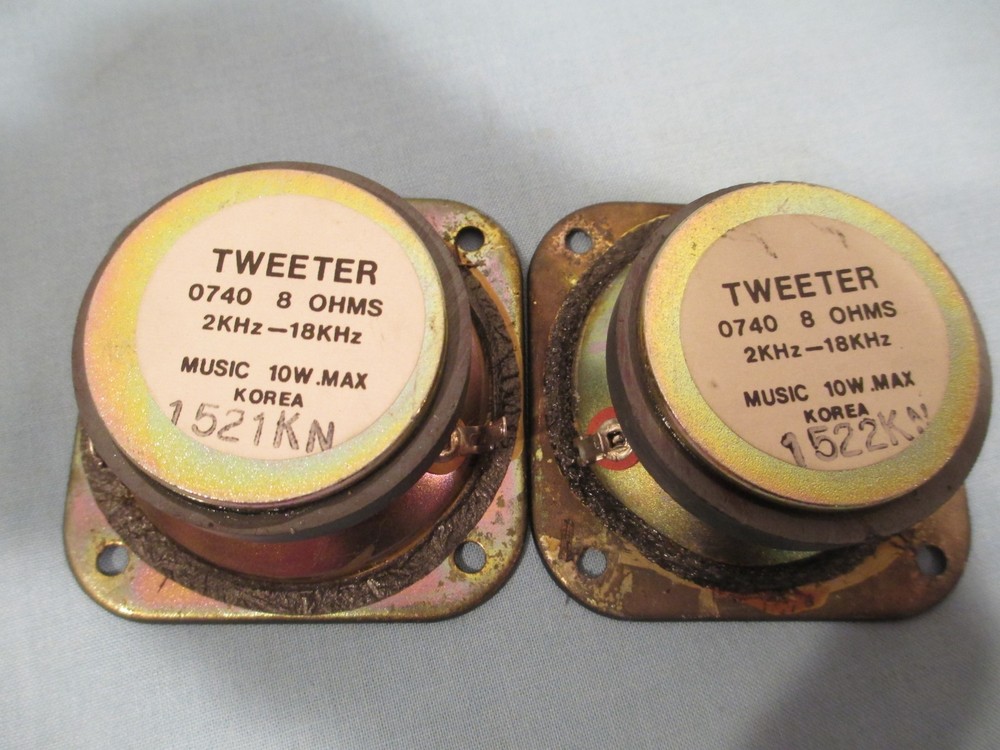 TWEETER
0740 8 OHMS
2KHz-18KHz
MUSIC 10W.MAX
KOREA
1521KN
TWEETER
0740 8 OHMS
2KHz-18KHz
MUSIC 10W.MAX
KOREA
1522KN